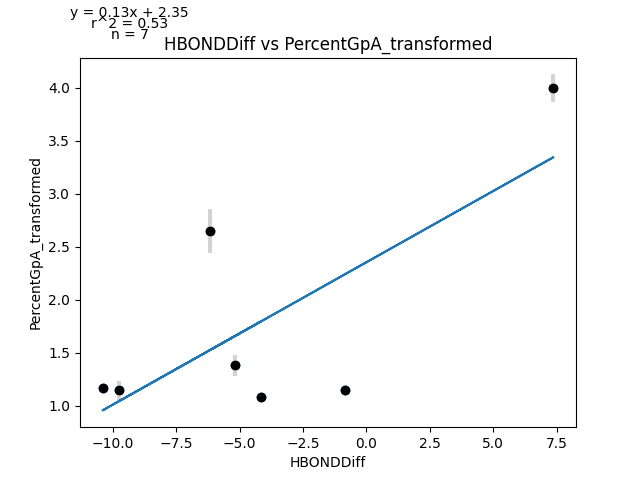 y = 0.13x + 2.35
r^2 = 0.53
n = 7
HBONDDiff vs PercentGpA_transformed
PercentGpA_transformed
4.0
3.5
3.0
2.5
2.0
1.5
1.0
−10.0 −7.5 −5.0 −2.5 0.0 2.5 5.0 7.5
HBONDDiff